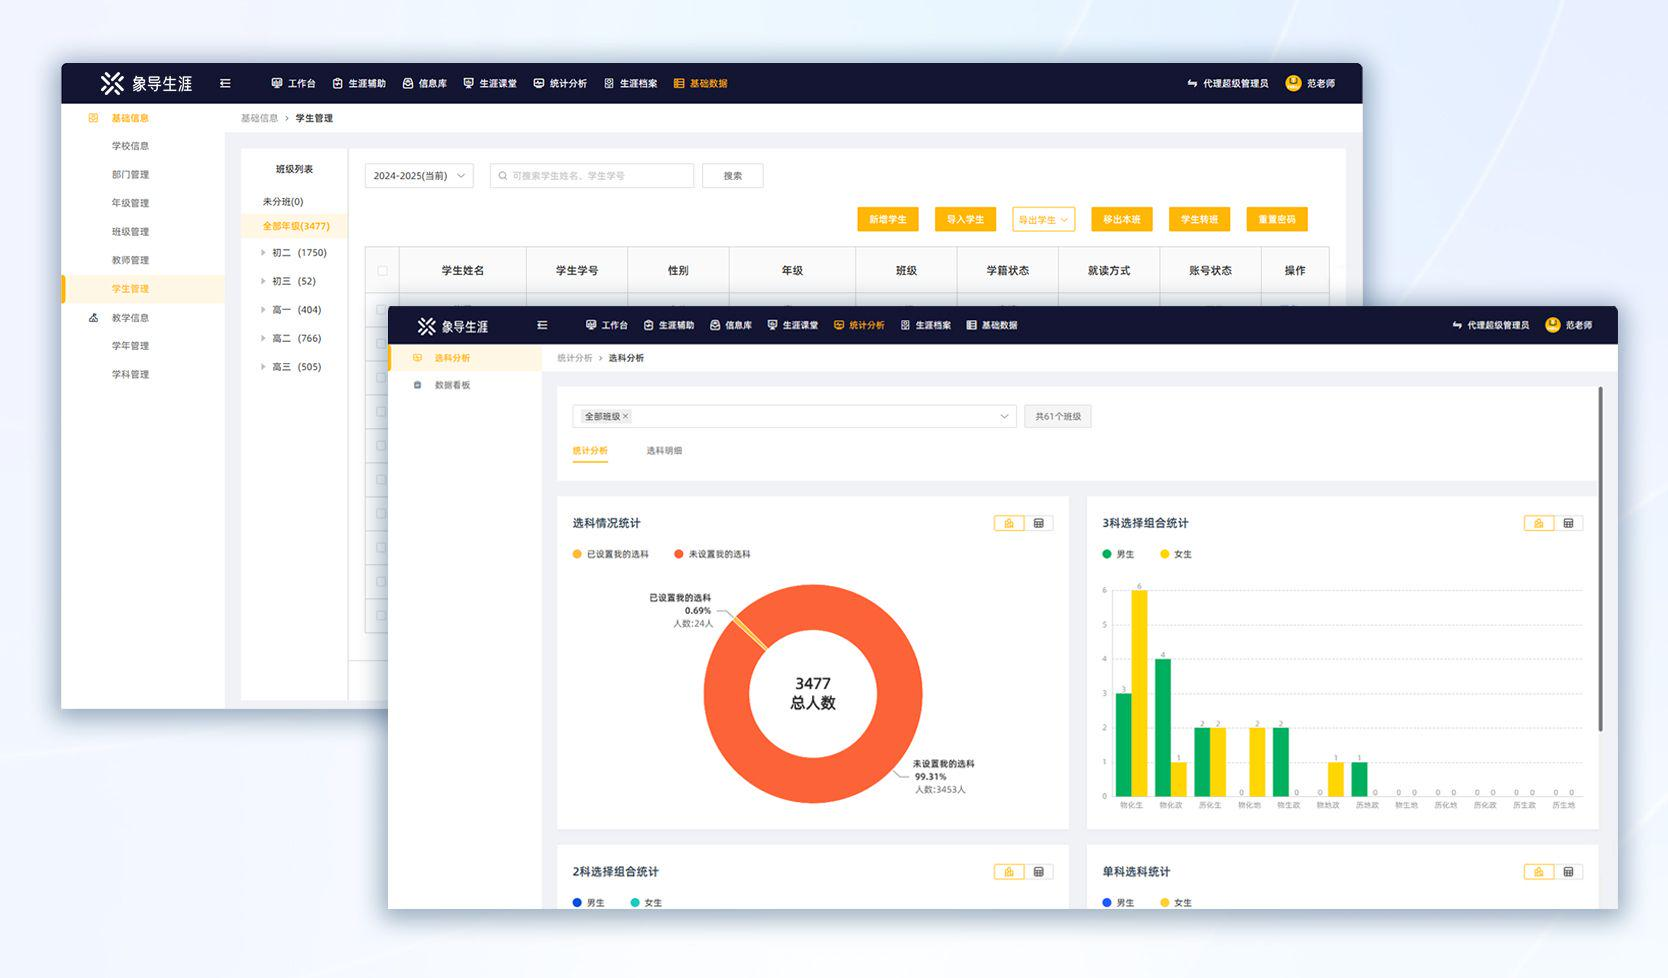 象导生涯 工作台 生涯辅助 信息库 生涯课堂 统计分析 生涯档案 基础数据 代理超级管理员 范老师
基础信息
学校信息
部门管理
年级管理
班级管理
教师管理
学生管理
教学信息
学年管理
学科管理
基础信息 > 学生管理
班级列表
未分班(0)
全部年级(3477)
初二 (1750)
初三 (52)
高一 (404)
高二 (766)
高三 (505)
2024-2025(当前) 可搜索学生姓名、学生学号 搜索
新增学生 导入学生 导出学生 移出本班 学生转班 重置密码
学生姓名 学生学号 性别 年级 班级 学籍状态 就读方式 账号状态 操作
象导生涯 工作台 生涯辅助 信息库 生涯课堂 统计分析 生涯档案 基础数据 代理超级管理员 范老师
选科分析
数据看板
统计分析 > 选科分析
全部班级 × 共61个班级
统计分析 选科明细
选科情况统计
已设置我的选科 未设置我的选科
已设置我的选科
0.69%
人数:24人
3477
总人数
未设置我的选科
99.31%
人数:3453人
3科选择组合统计
男生 女生
6
5
4
3
2
1
0
3 6 4 1 2 2 0 2 2 0 0 1 1 0 0 0 0 0 0 0 0 0 0 0
物化生 物化政 历化生 物化地 物生政 物地政 历地政 物生地 历化地 历化政 历生政 历生地
2科选择组合统计
男生 女生
单科选科统计
男生 女生